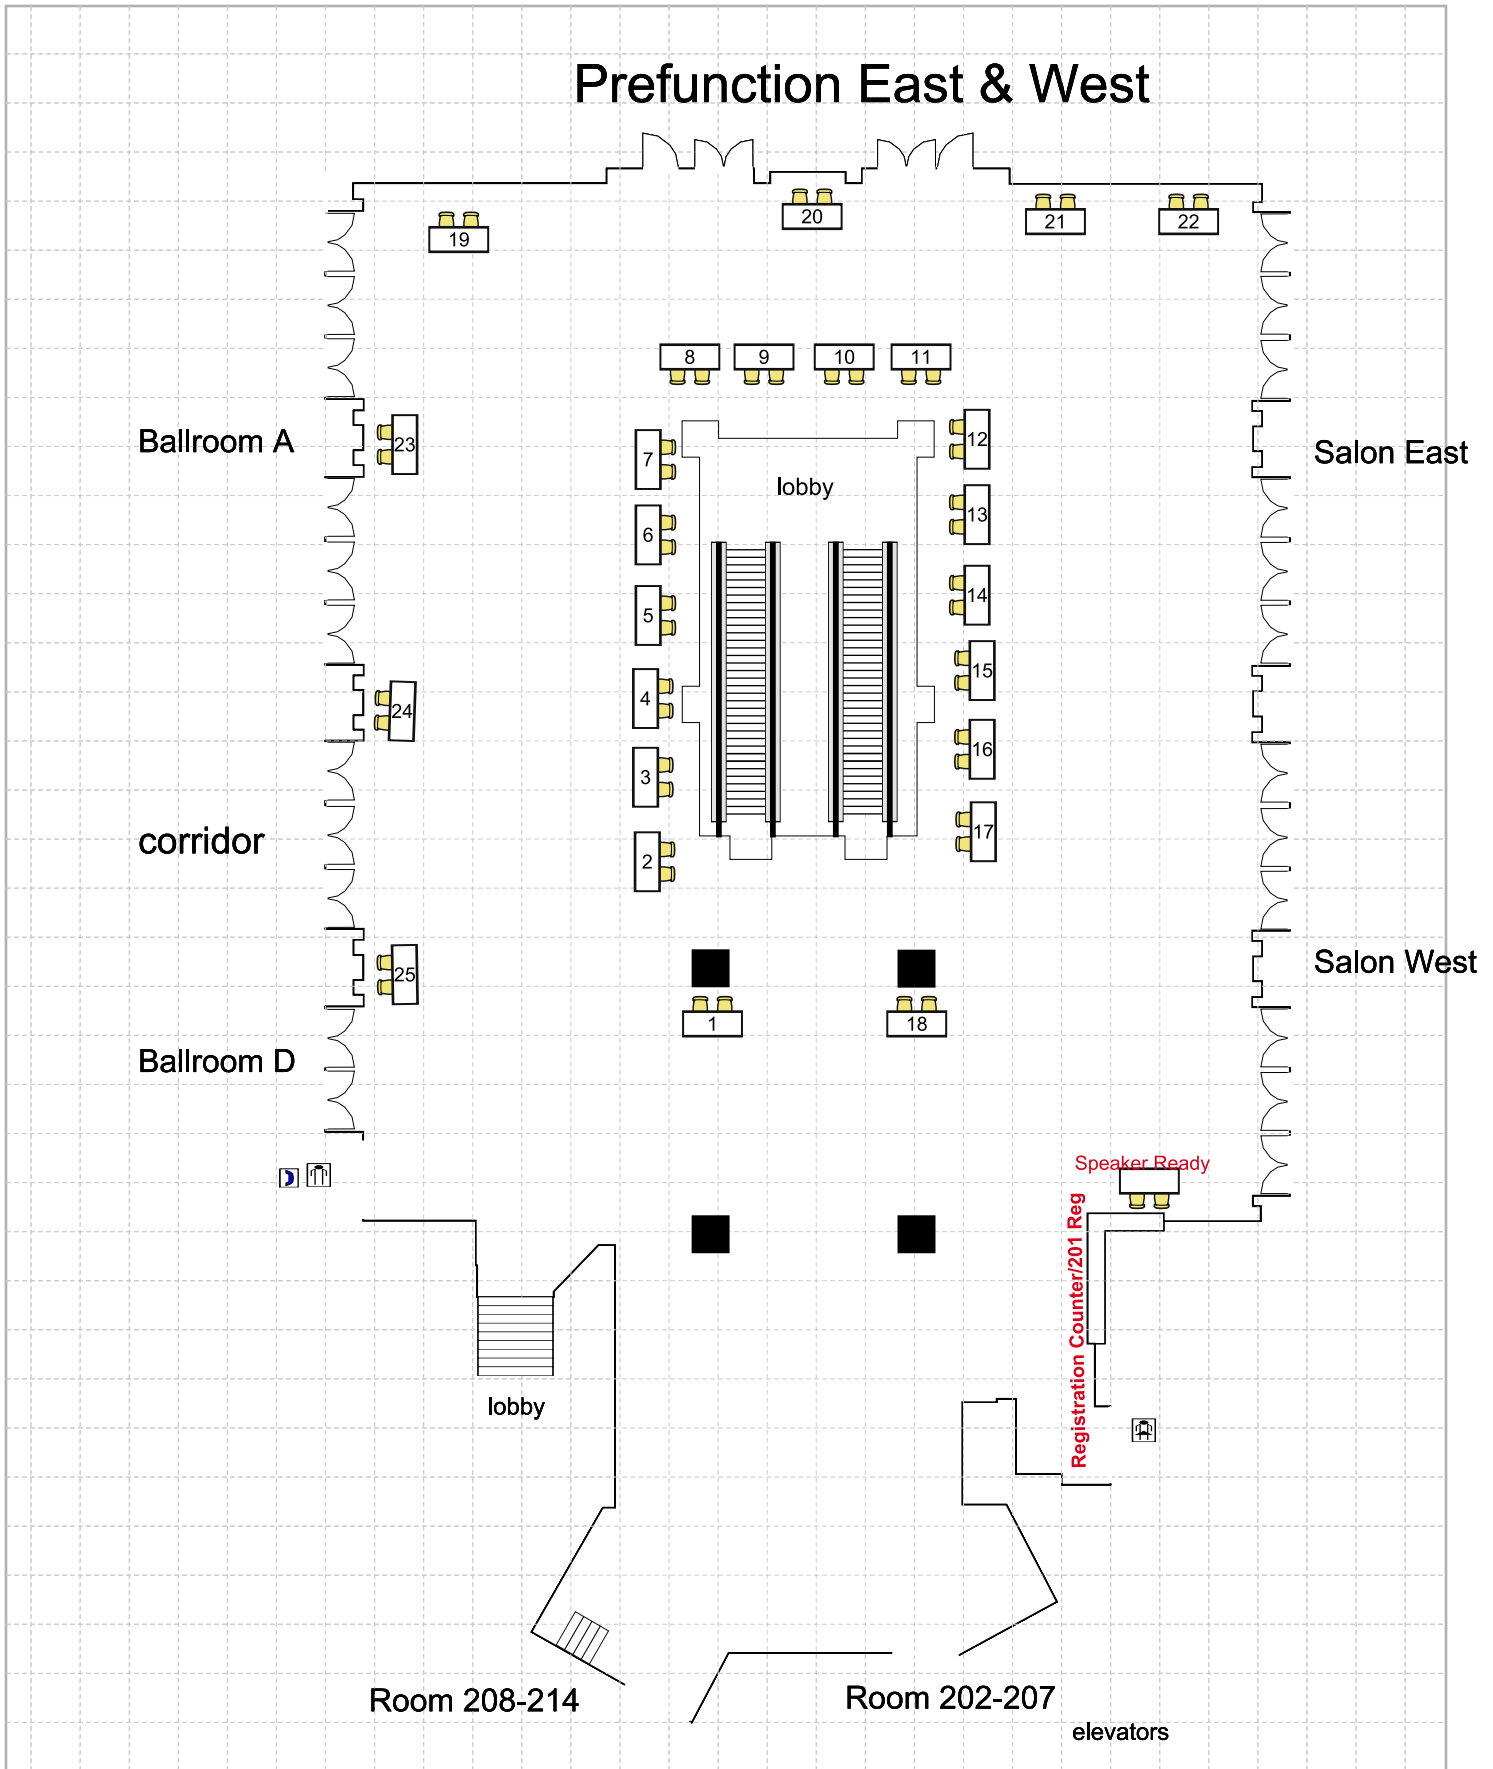 Prefunction East & West
20
21
22
19
8
9
10
11
Ballroom A
23
7
12
Salon East
lobby
13
6
14
5
15
4
24
16
3
17
corridor
2
Salon West
25
1
18
Ballroom D
Speaker Ready
Registration Counter/201 Reg
lobby
Room 208-214
Room 202-207
elevators